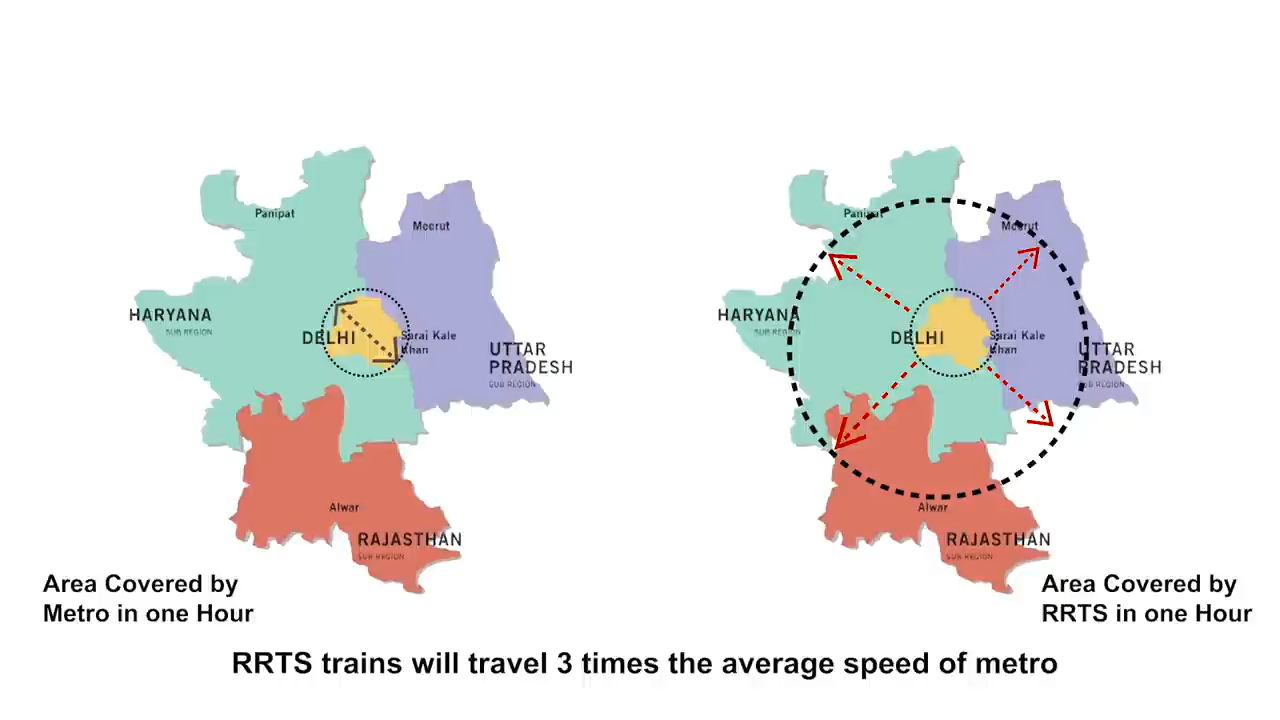 Panipat
Meerut
HARYANA
SUB REGION
DELHI
Sarai Kale
Khan
UTTAR
PRADESH
SUB REGION
Alwar
RAJASTHAN
SUB REGION
Area Covered by
Metro in one Hour
Panipat
Meerut
HARYANA
SUB REGION
DELHI
Sarai Kale
Khan
UTTAR
PRADESH
SUB REGION
Alwar
RAJASTHAN
SUB REGION
Area Covered by
RRTS in one Hour
RRTS trains will travel 3 times the average speed of metro